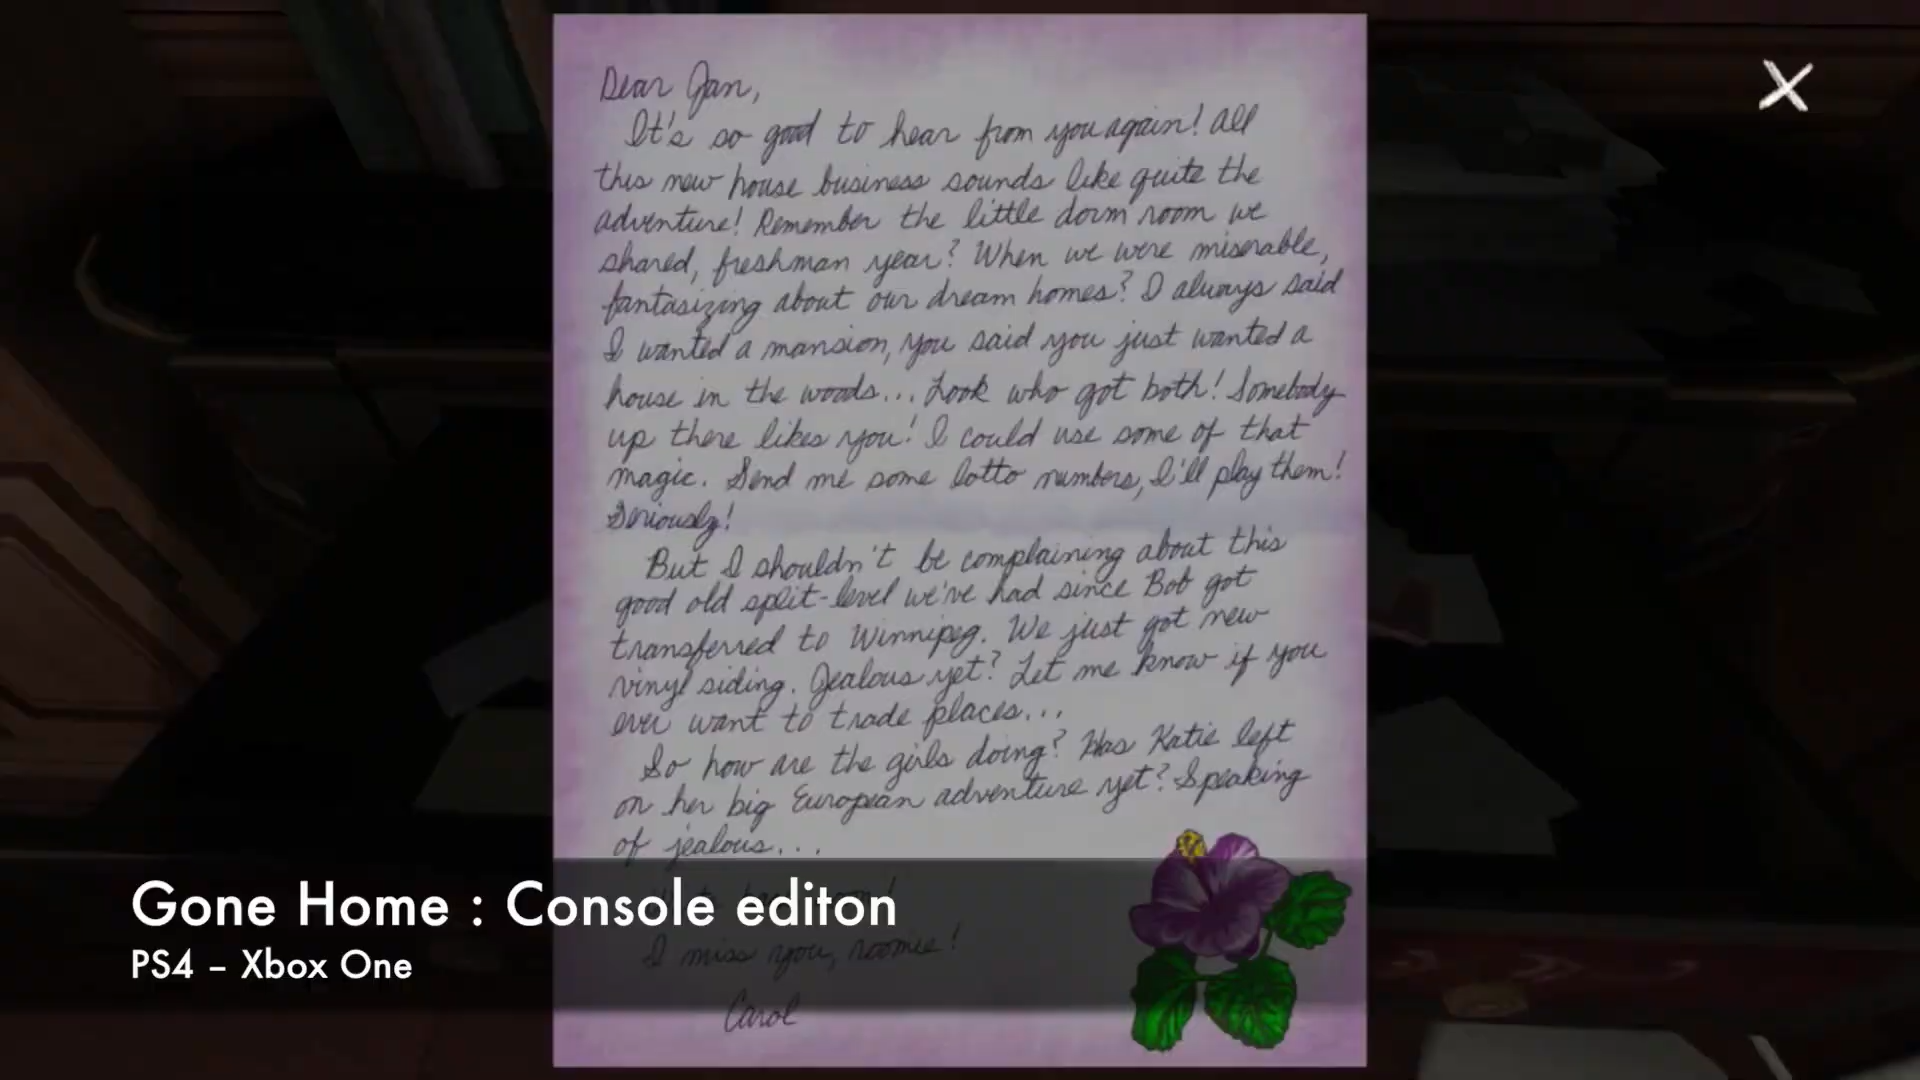 Dear Jan,
It's so good to hear from you again! All
this new house business sounds like quite the
adventure! Remember the little dorm room we
shared, freshman year? When we were miserable,
fantasizing about our dream homes? I always said
I wanted a mansion, you said you just wanted a
house in the woods... Look who got both! Somebody
up there likes you! I could use some of that
magic. Send me some lotto numbers, I'll play them!
Seriously!
But I shouldn't be complaining about this
good old split-level we've had since Bob got
transferred to Winnipeg. We just got new
vinyl siding. Jealous yet? Let me know if you
ever want to trade places...
So how are the girls doing? Has Katie left
on her big European adventure yet? Speaking
of jealous...
Gone Home : Console editon
I miss you, roomie!
PS4 – Xbox One
Carol